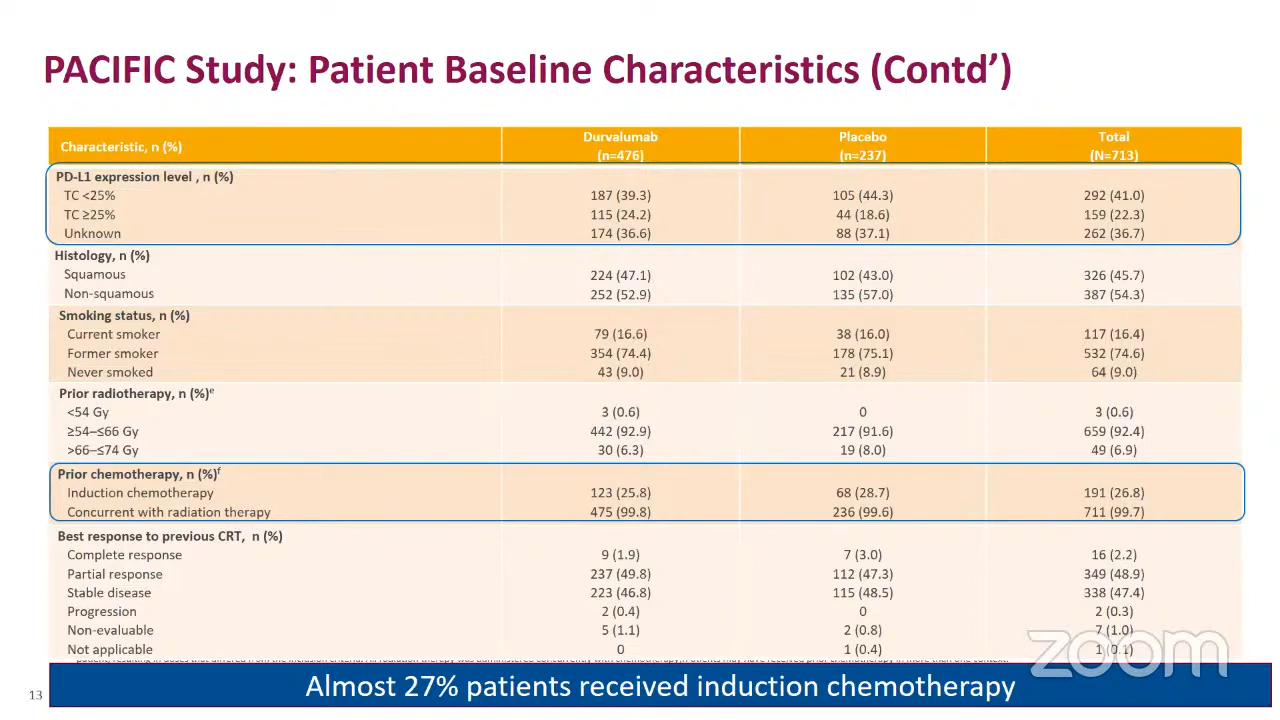 PACIFIC Study: Patient Baseline Characteristics (Contd’)
Characteristic, n (%) Durvalumab (n=476) Placebo (n=237) Total (N=713)
PD-L1 expression level , n (%)
TC <25% 187 (39.3) 105 (44.3) 292 (41.0)
TC ≥25% 115 (24.2) 44 (18.6) 159 (22.3)
Unknown 174 (36.6) 88 (37.1) 262 (36.7)
Histology, n (%)
Squamous 224 (47.1) 102 (43.0) 326 (45.7)
Non-squamous 252 (52.9) 135 (57.0) 387 (54.3)
Smoking status, n (%)
Current smoker 79 (16.6) 38 (16.0) 117 (16.4)
Former smoker 354 (74.4) 178 (75.1) 532 (74.6)
Never smoked 43 (9.0) 21 (8.9) 64 (9.0)
Prior radiotherapy, n (%)e
<54 Gy 3 (0.6) 0 3 (0.6)
≥54–≤66 Gy 442 (92.9) 217 (91.6) 659 (92.4)
>66–≤74 Gy 30 (6.3) 19 (8.0) 49 (6.9)
Prior chemotherapy, n (%)f
Induction chemotherapy 123 (25.8) 68 (28.7) 191 (26.8)
Concurrent with radiation therapy 475 (99.8) 236 (99.6) 711 (99.7)
Best response to previous CRT, n (%)
Complete response 9 (1.9) 7 (3.0) 16 (2.2)
Partial response 237 (49.8) 112 (47.3) 349 (48.9)
Stable disease 223 (46.8) 115 (48.5) 338 (47.4)
Progression 2 (0.4) 0 2 (0.3)
Non-evaluable 5 (1.1) 2 (0.8) 7 (1.0)
Not applicable 0 1 (0.4) 1 (0.1)
zoom
Almost 27% patients received induction chemotherapy
13